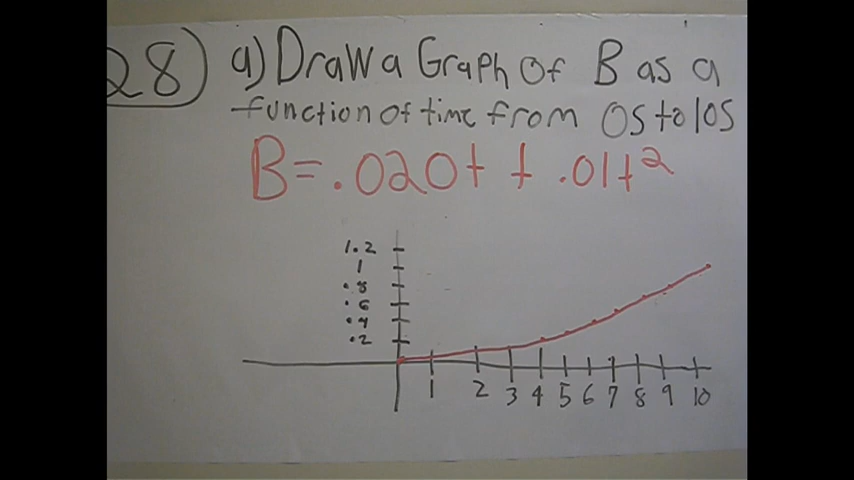 28) a) Draw a Graph of B as a
function of time from 0s to 10s
B = .020t + .01t²
1.2
1
.8
.6
.4
.2
1 2 3 4 5 6 7 8 9 10